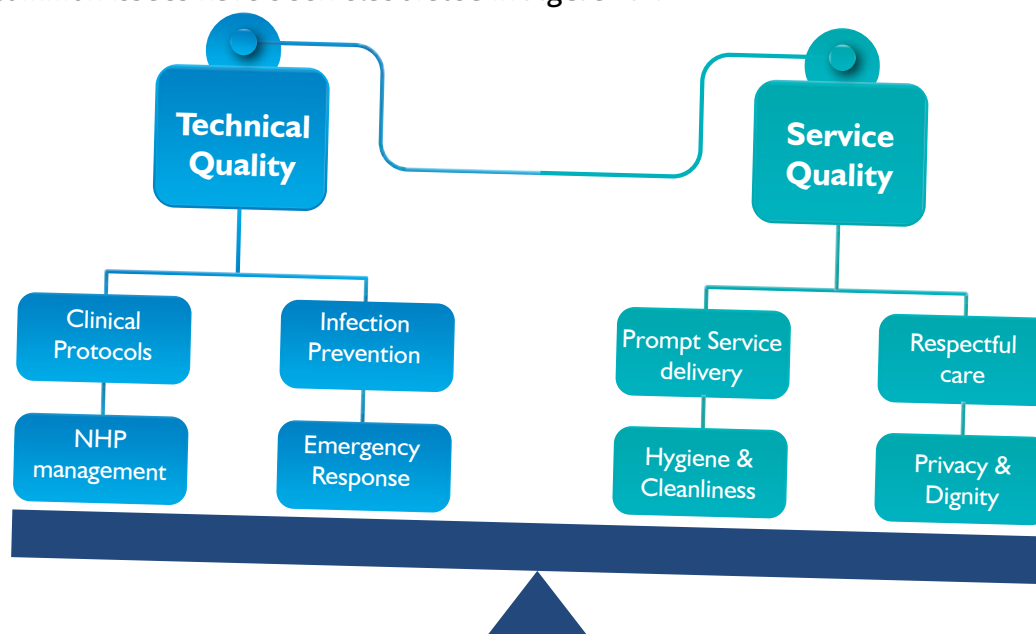 Technical
Quality
Service
Quality
Clinical
Protocols
Infection
Prevention
Prompt Service
delivery
Respectful
care
NHP
management
Emergency
Response
Hygiene &
Cleanliness
Privacy &
Dignity